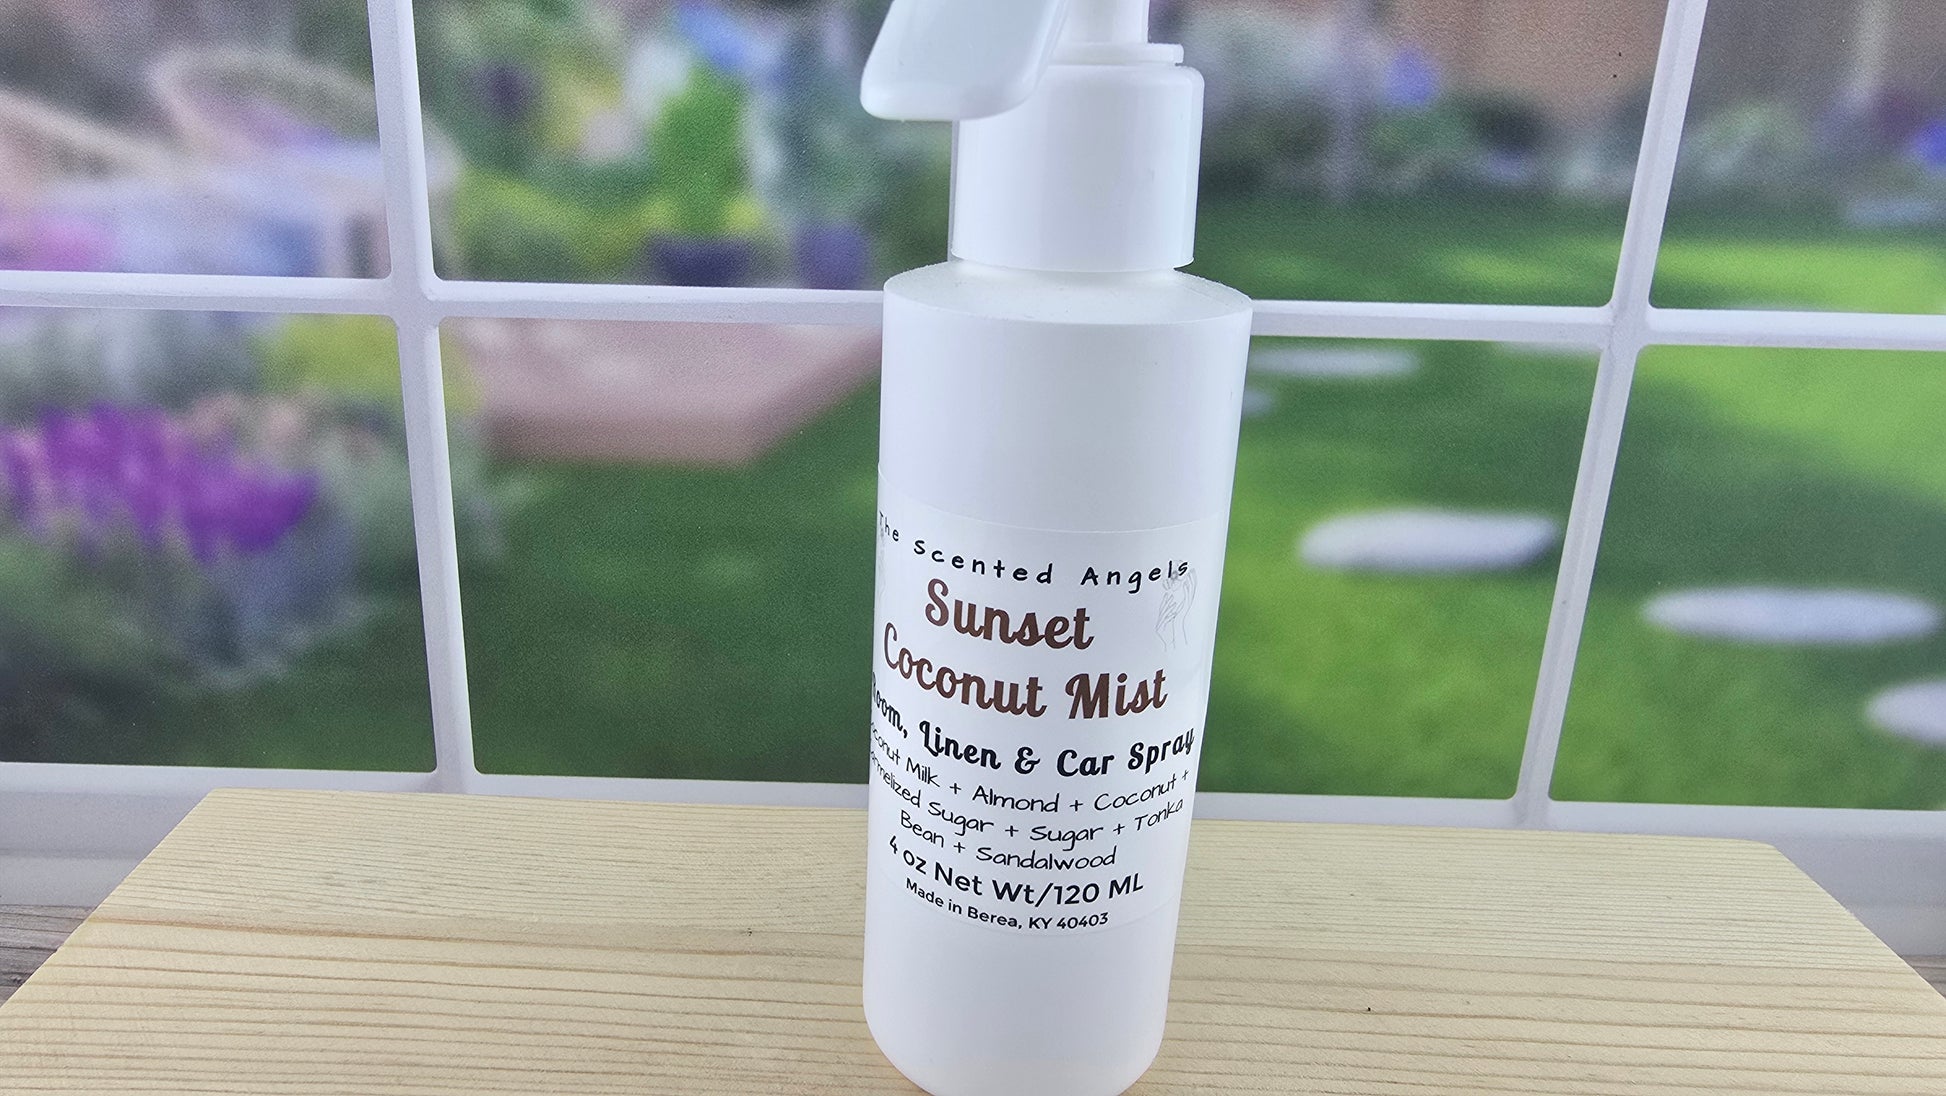 The Scented Angels
Sunset
Coconut Mist
Room, Linen & Car Spray
Coconut Milk + Almond + Coconut +
Caramelized Sugar + Sugar + Tonka
Bean + Sandalwood
4 oz Net Wt/120 ML
Made in Berea, KY 40403